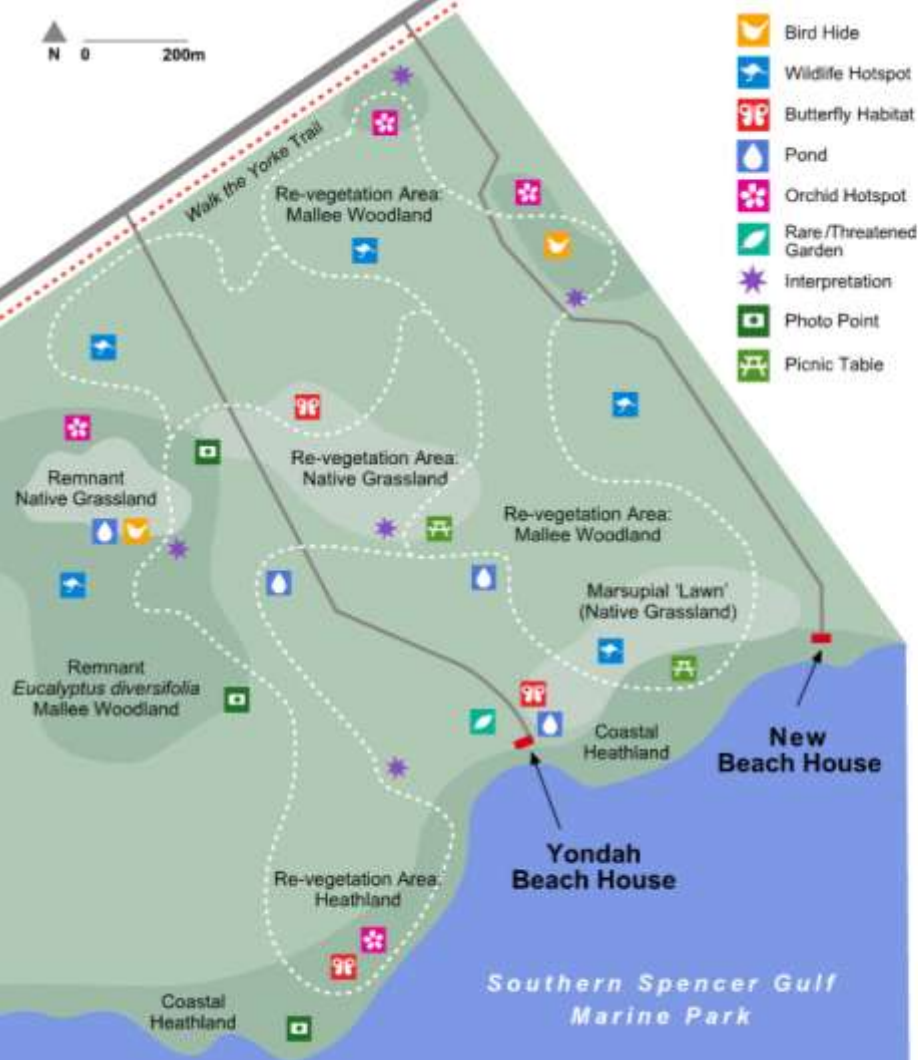 N 0 200m
Bird Hide
Wildlife Hotspot
Butterfly Habitat
Pond
Orchid Hotspot
Rare/Threatened
Garden
Interpretation
Photo Point
Picnic Table
Walk the Yorke Trail
Re-vegetation Area:
Mallee Woodland
Remnant
Native Grassland
Re-vegetation Area:
Native Grassland
Re-vegetation Area:
Mallee Woodland
Marsupial 'Lawn'
(Native Grassland)
Remnant
Eucalyptus diversifolia
Mallee Woodland
Coastal
Heathland
New
Beach House
Yondah
Beach House
Re-vegetation Area:
Heathland
Southern Spencer Gulf
Marine Park
Coastal
Heathland